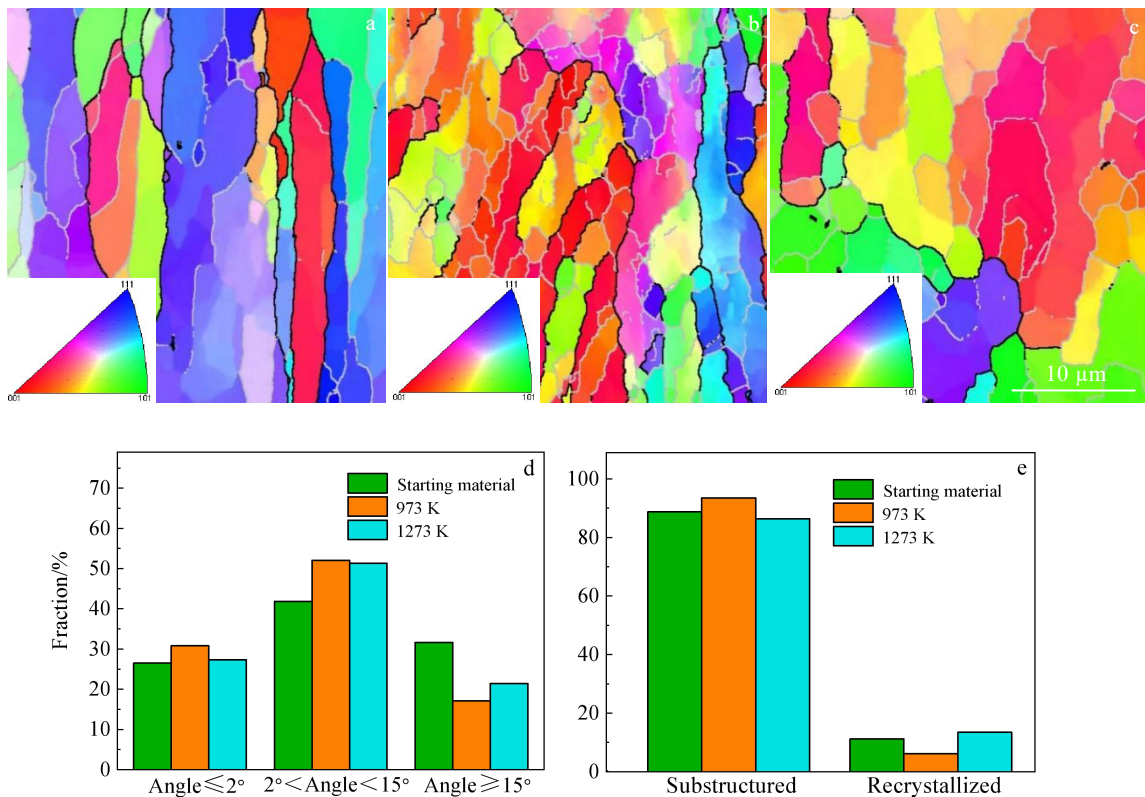 a
b
c
111
001
101
111
001
101
111
001
101
10 μm
d
Fraction/%
70
60
50
40
30
20
10
0
Starting material
973 K
1273 K
Angle≤2°
2°<Angle<15°
Angle≥15°
e
100
80
60
40
20
0
Starting material
973 K
1273 K
Substructured
Recrystallized